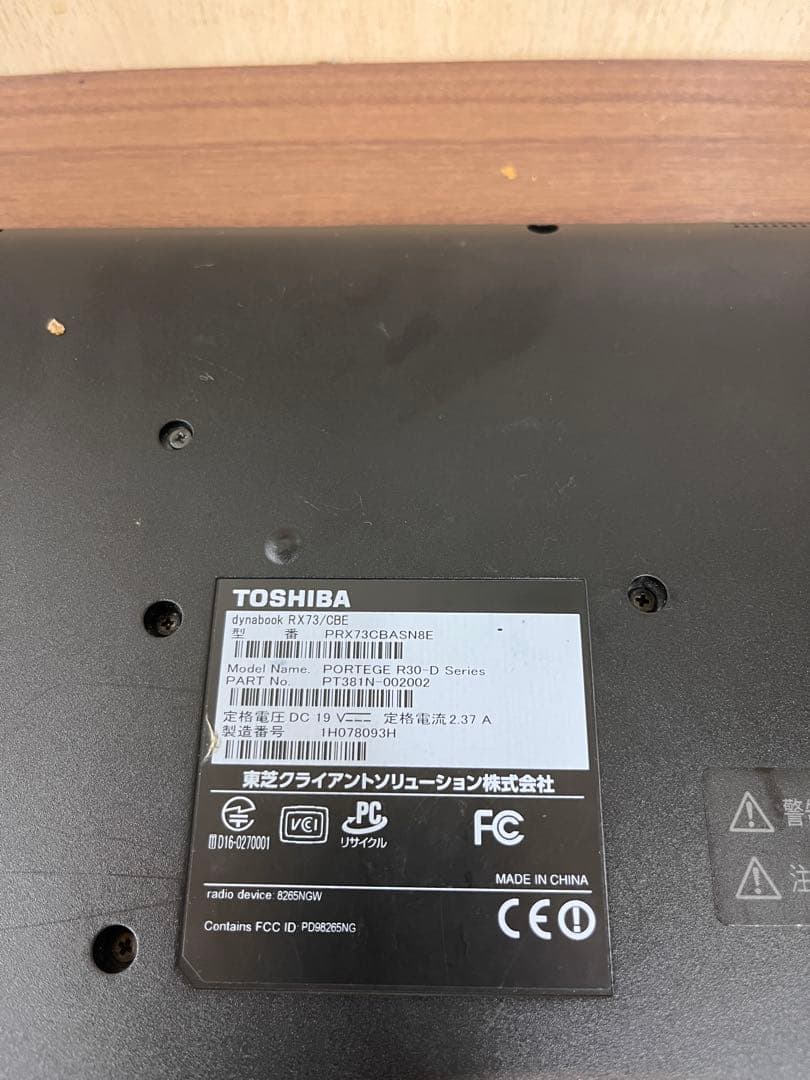 TOSHIBA
dynabook RX73/CBE
型 番 PRX73CBASN8E
Model Name. PORTEGE R30-D Series
PART No. PT381N-002002
定格電圧 DC 19 V 定格電流 2.37 A
製造番号 1H078093H
東芝クライアントソリューション株式会社
D16-0270001
VCI
PC
リサイクル
FC
MADE IN CHINA
radio device: 8265NGW
Contains FCC ID: PD98265NG
CE
警告
注